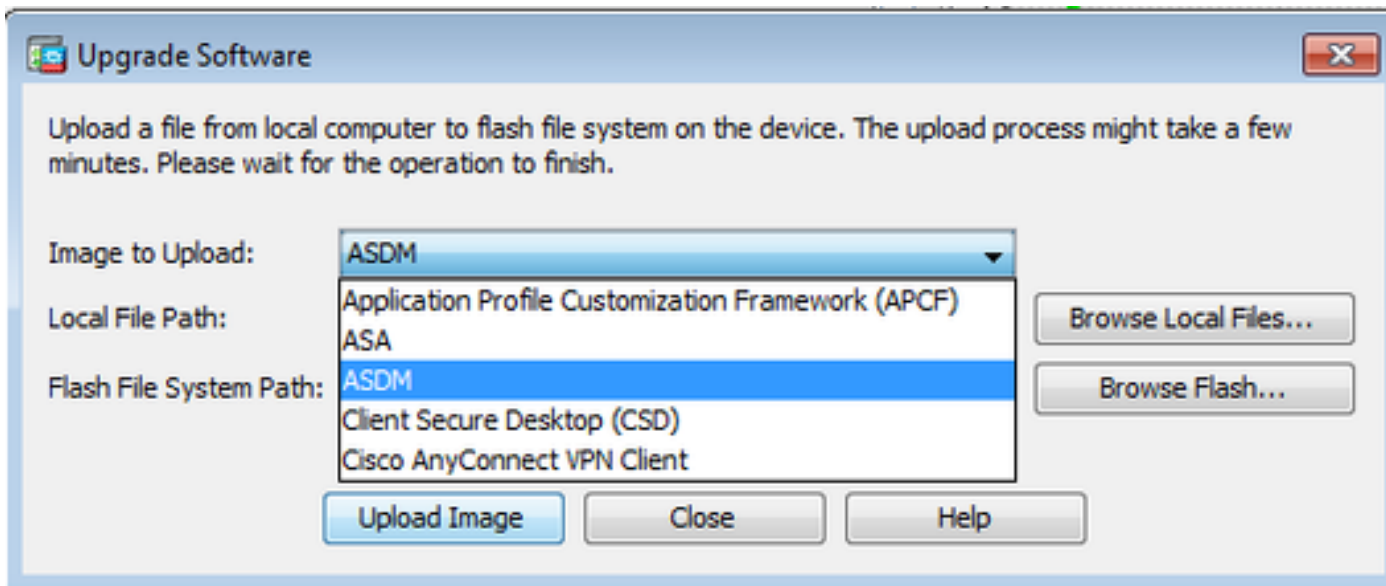 Upgrade Software
Upload a file from local computer to flash file system on the device. The upload process might take a few
minutes. Please wait for the operation to finish.
Image to Upload:
ASDM
Application Profile Customization Framework (APCF)
Local File Path:
Browse Local Files...
ASA
ASDM
Flash File System Path:
Browse Flash...
Client Secure Desktop (CSD)
Cisco AnyConnect VPN Client
Upload Image
Close
Help